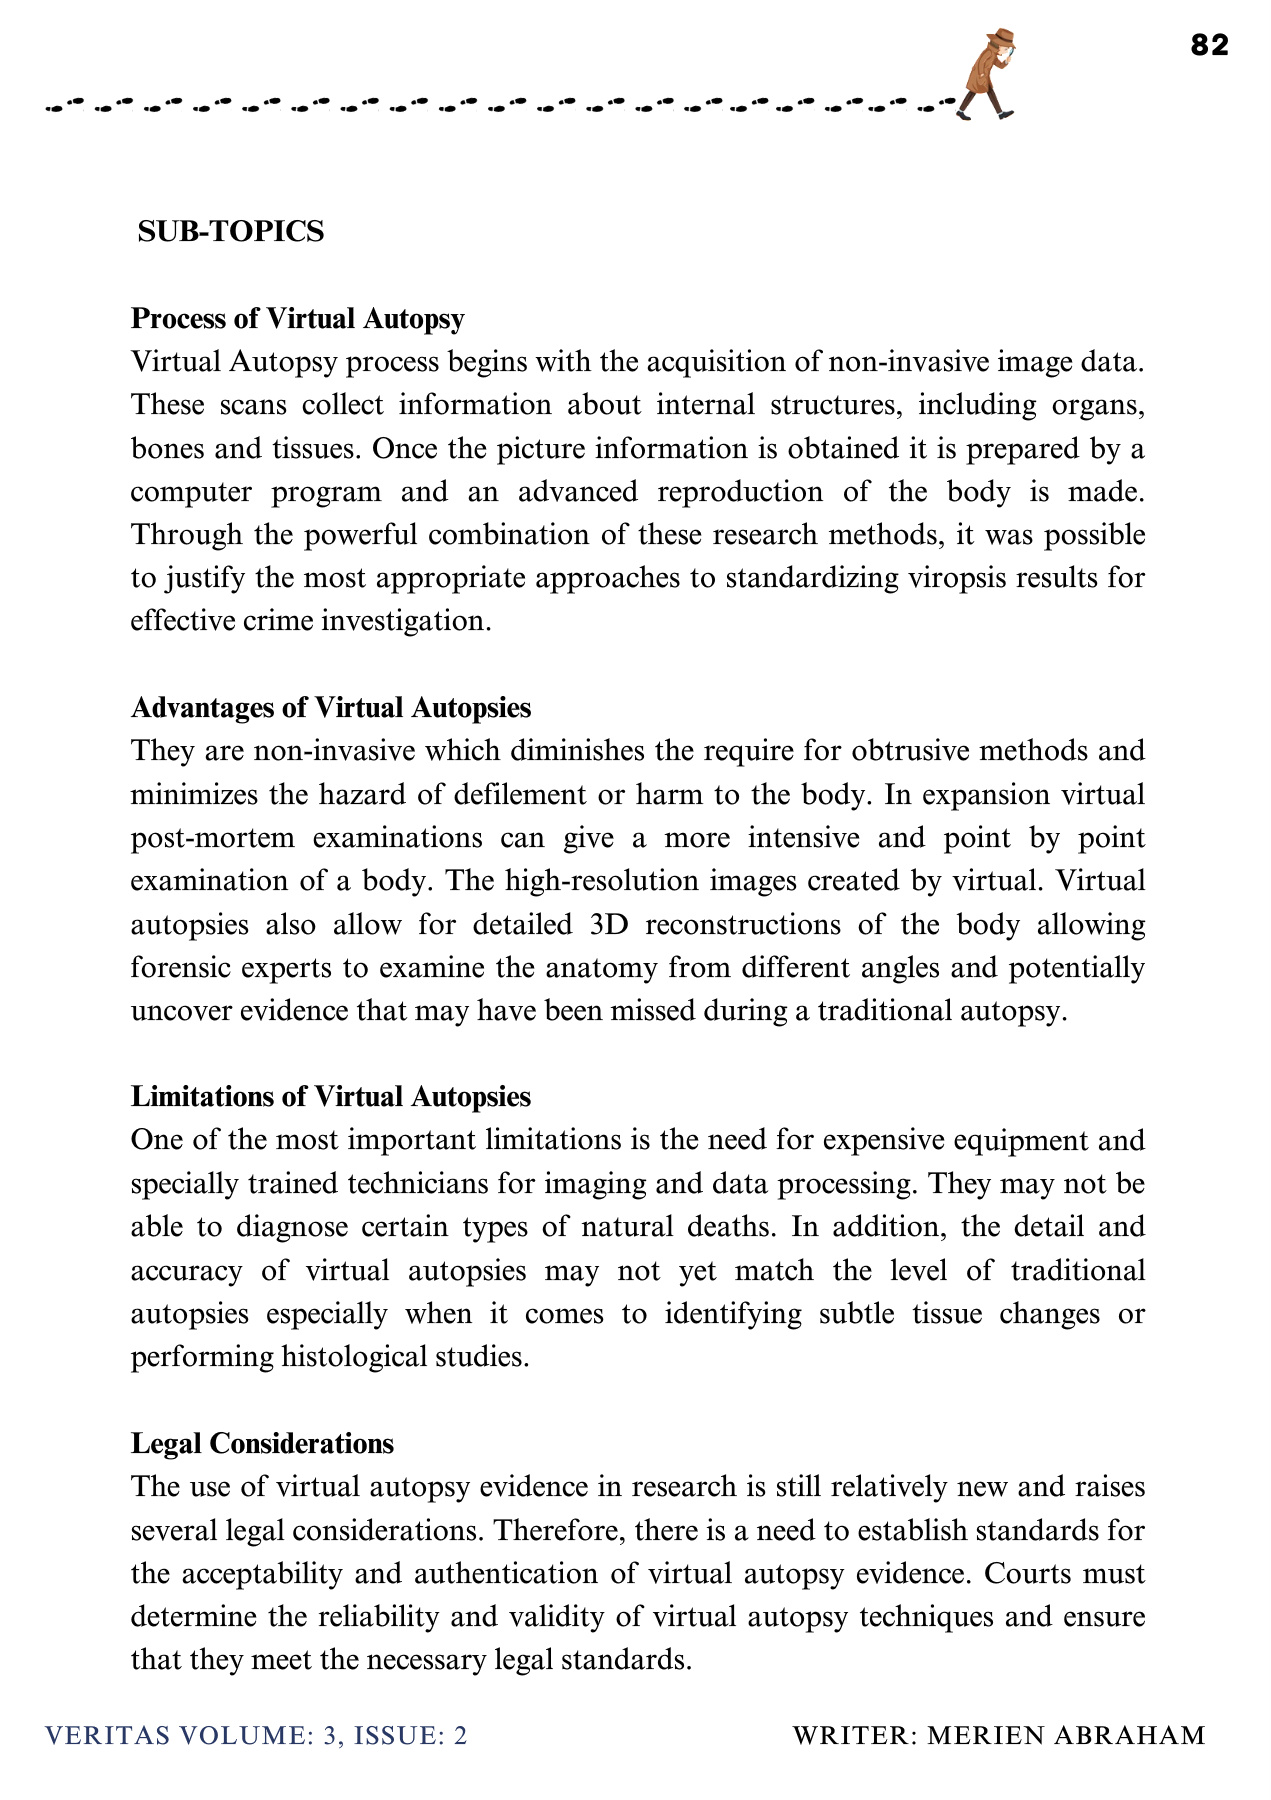 82
SUB-TOPICS
Process of Virtual Autopsy
Virtual Autopsy process begins with the acquisition of non-invasive image data.
These scans collect information about internal structures, including organs,
bones and tissues. Once the picture information is obtained it is prepared by a
computer program and an advanced reproduction of the body is made.
Through the powerful combination of these research methods, it was possible
to justify the most appropriate approaches to standardizing viropsis results for
effective crime investigation.
Advantages of Virtual Autopsies
They are non-invasive which diminishes the require for obtrusive methods and
minimizes the hazard of defilement or harm to the body. In expansion virtual
post-mortem examinations can give a more intensive and point by point
examination of a body. The high-resolution images created by virtual. Virtual
autopsies also allow for detailed 3D reconstructions of the body allowing
forensic experts to examine the anatomy from different angles and potentially
uncover evidence that may have been missed during a traditional autopsy.
Limitations of Virtual Autopsies
One of the most important limitations is the need for expensive equipment and
specially trained technicians for imaging and data processing. They may not be
able to diagnose certain types of natural deaths. In addition, the detail and
accuracy of virtual autopsies may not yet match the level of traditional
autopsies especially when it comes to identifying subtle tissue changes or
performing histological studies.
Legal Considerations
The use of virtual autopsy evidence in research is still relatively new and raises
several legal considerations. Therefore, there is a need to establish standards for
the acceptability and authentication of virtual autopsy evidence. Courts must
determine the reliability and validity of virtual autopsy techniques and ensure
that they meet the necessary legal standards.
VERITAS VOLUME: 3, ISSUE: 2
WRITER: MERIEN ABRAHAM